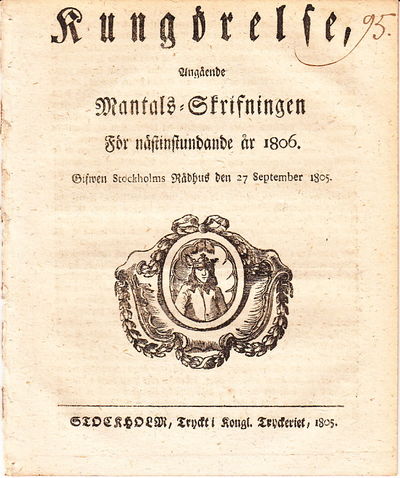 Kungörelse,
95.
Angående
Mantals-Skrifningen
För nästinstundande år 1806.
Gifwen Stockholms Rådhus den 27 September 1805.
STOCKHOLM, Tryckt i Kongl. Tryckeriet, 1805.